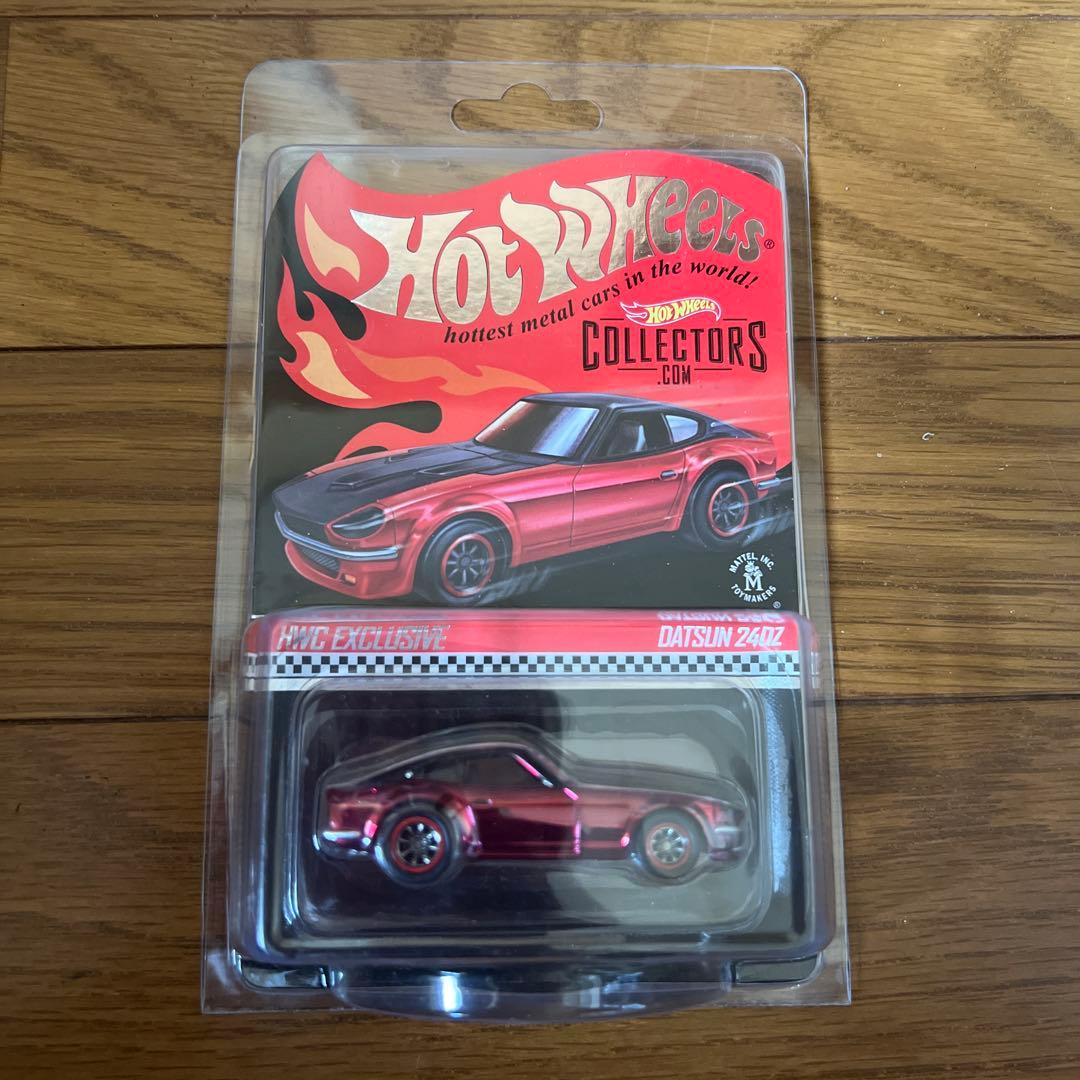 HOT WHEELS®
hottest metal cars in the world!
HOT WHEELS
COLLECTORS
.COM
MATTEL, INC.
M
TOYMAKERS
®
HWC EXCLUSIVE
DATSUN 240Z